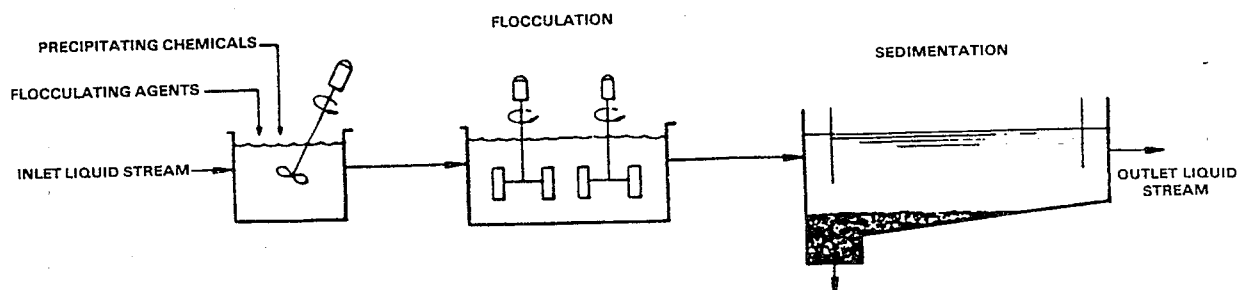 FLOCCULATION
SEDIMENTATION
PRECIPITATING CHEMICALS
FLOCCULATING AGENTS
INLET LIQUID STREAM
OUTLET LIQUID
STREAM